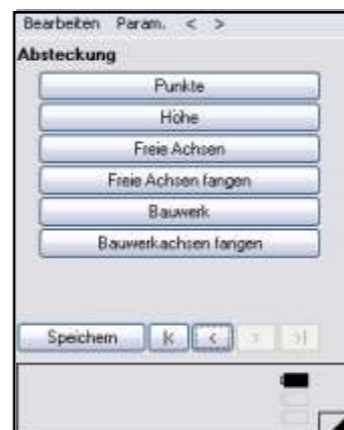 Bearbeiten Param. < >
Absteckung
Punkte
Höhe
Freie Achsen
Freie Achsen fangen
Bauwerk
Bauwerkachsen fangen
Speichern |< < > >|